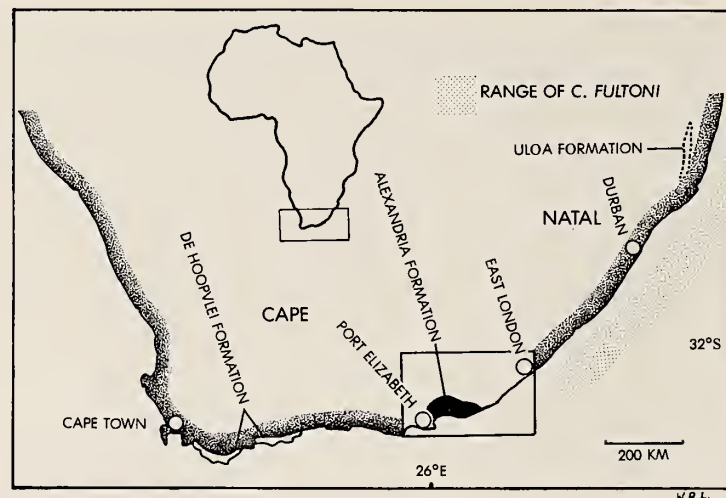 RANGE OF C. FULTONI
ULOA FORMATION
DURBAN
NATAL
ALEXANDRIA FORMATION
DE HOOPVLEI FORMATION
EAST LONDON
CAPE
PORT ELIZABETH
32°S
CAPE TOWN
200 KM
26°E